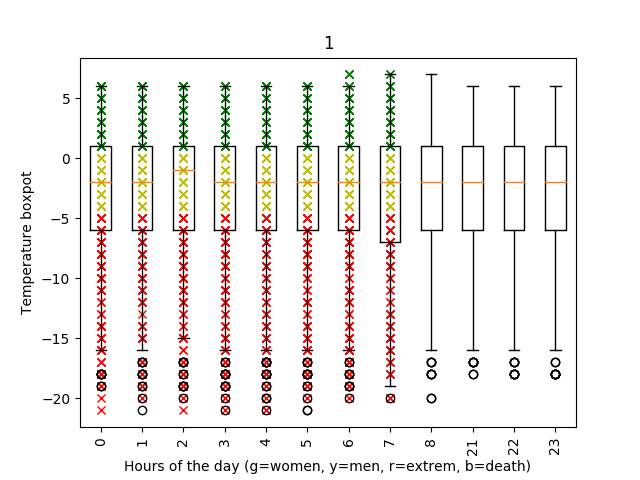 1
Temperature boxpot
5
0
−5
−10
−15
−20
0 1 2 3 4 5 6 7 8 21 22 23
Hours of the day (g=women, y=men, r=extrem, b=death)